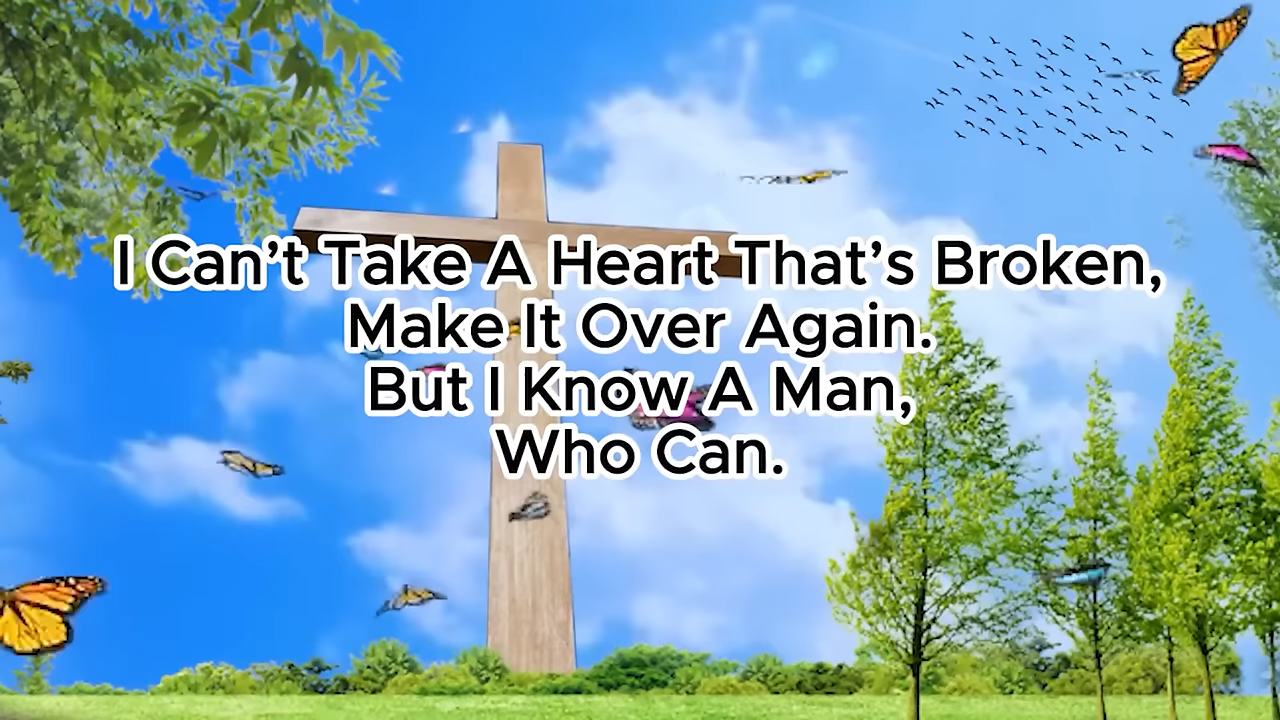 I Can’t Take A Heart That’s Broken,
Make It Over Again.
But I Know A Man,
Who Can.